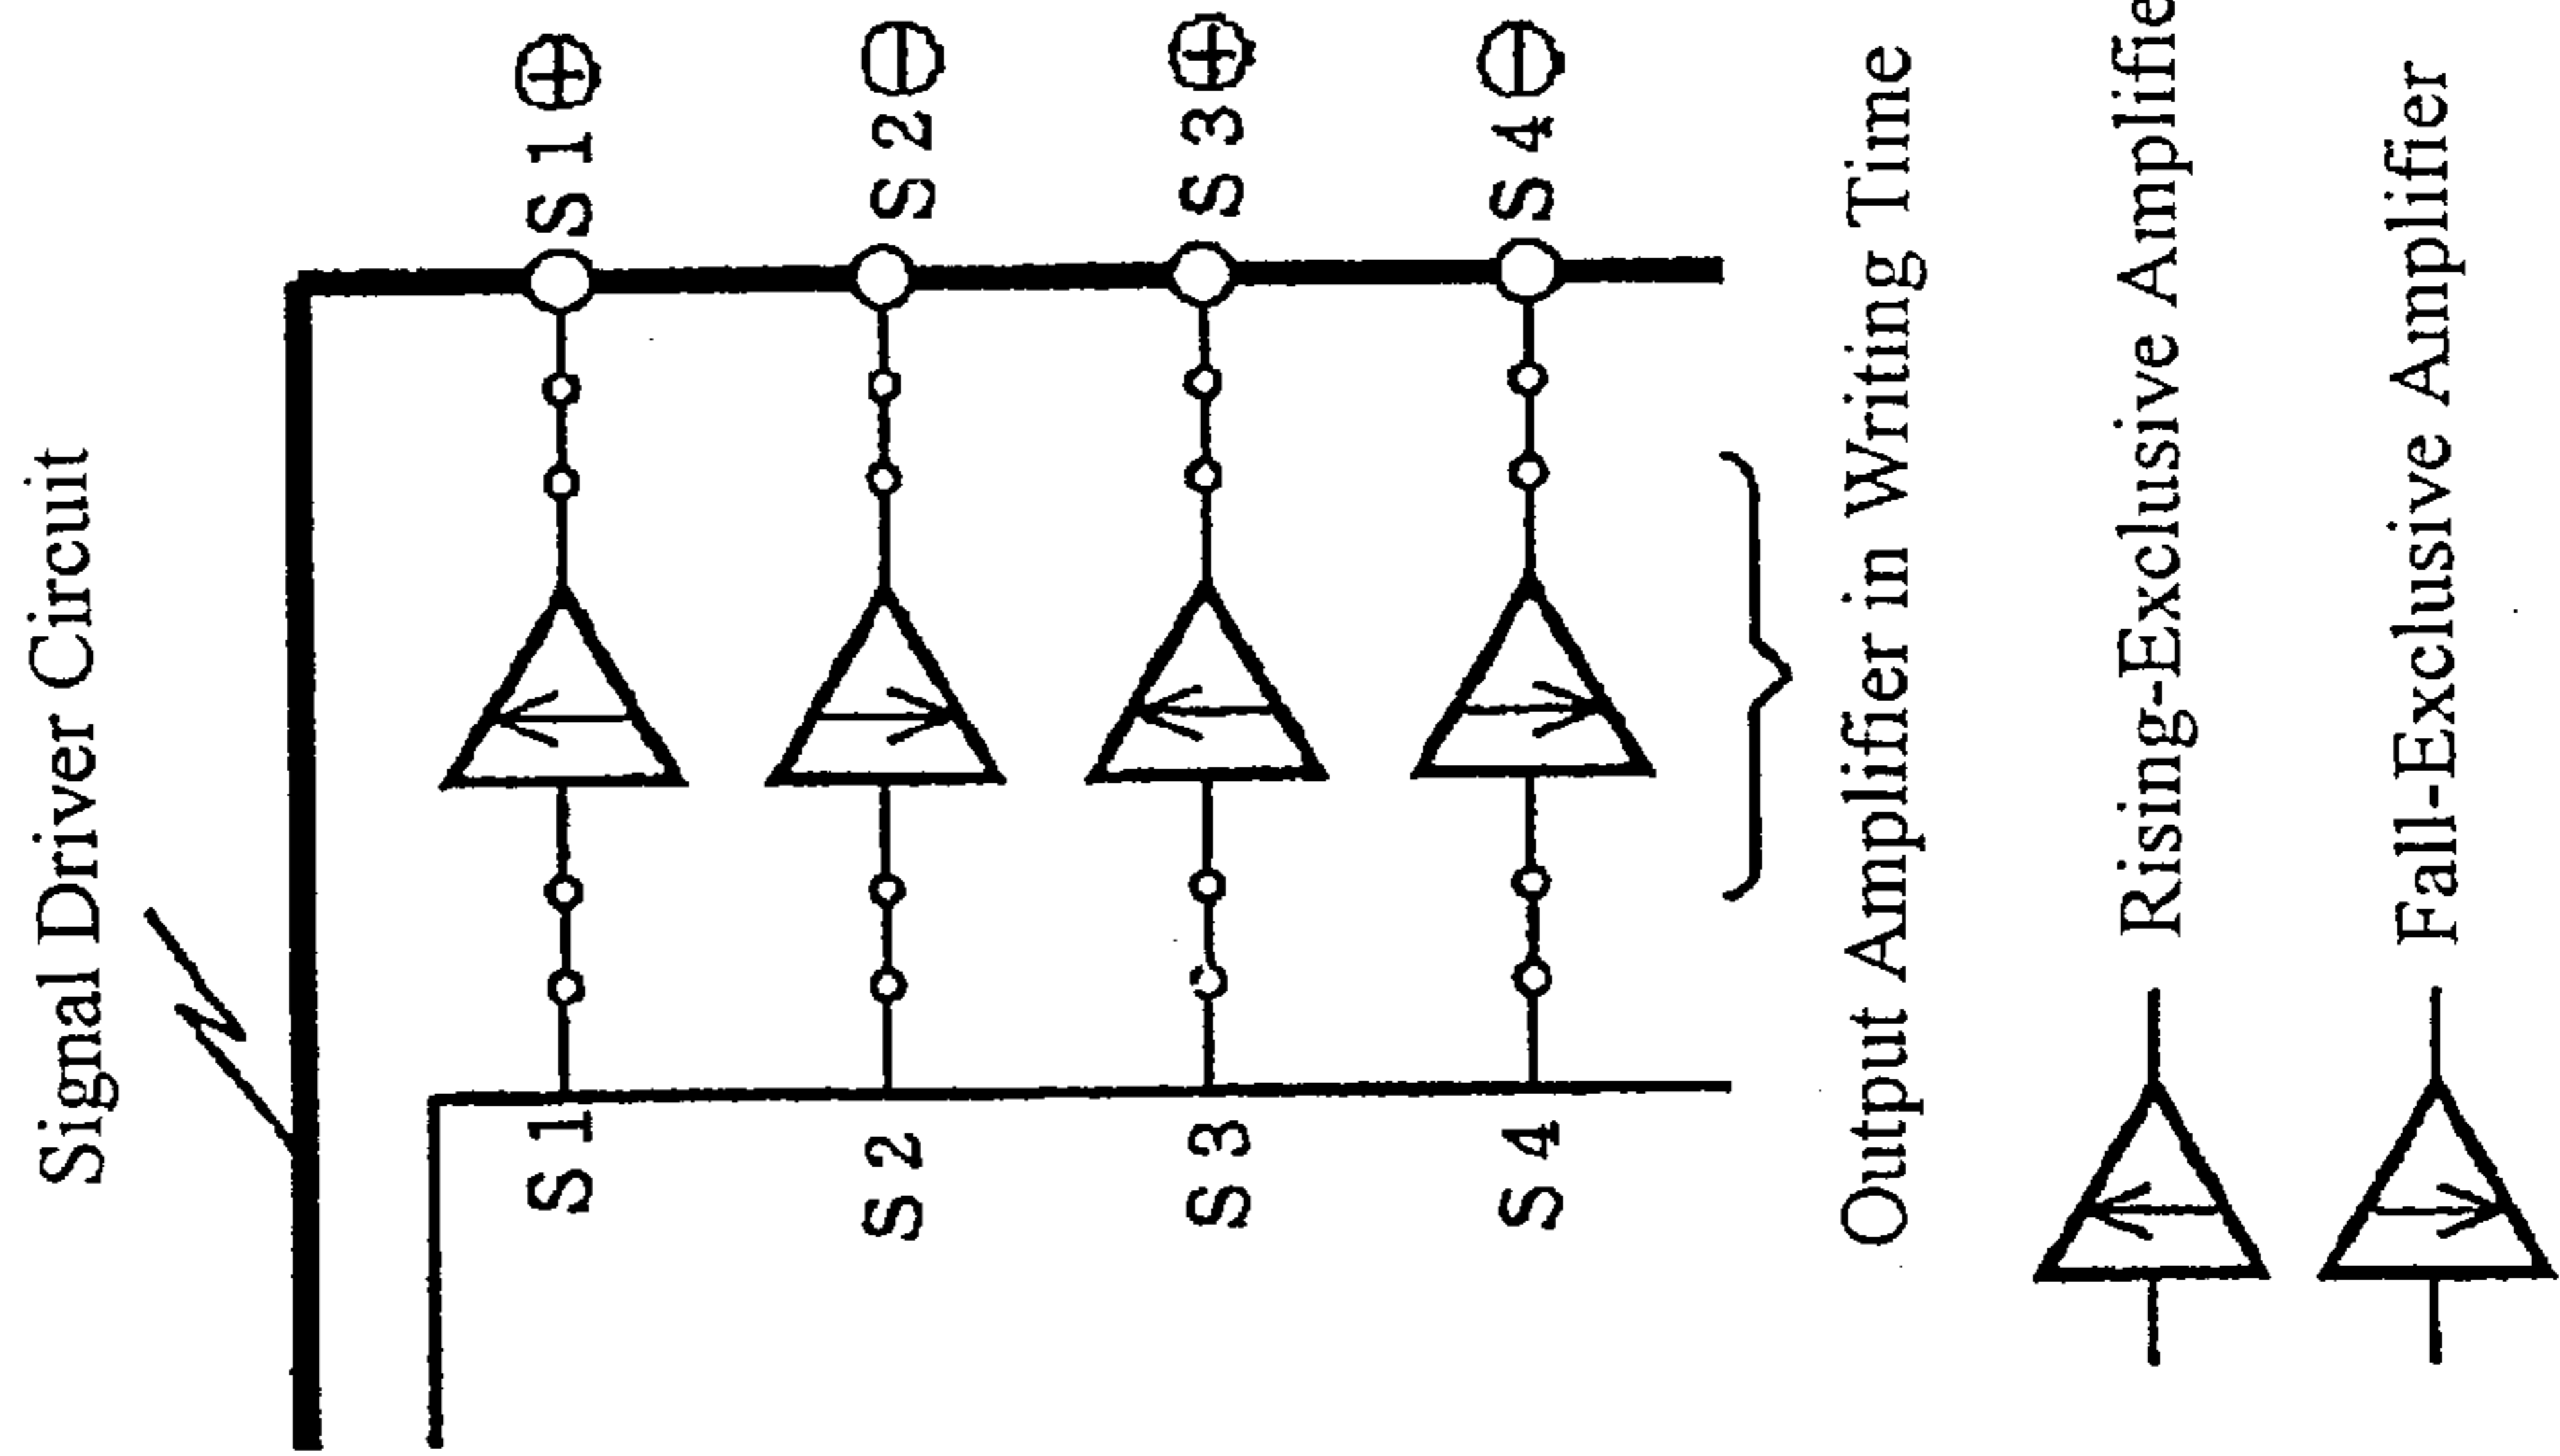 Signal Driver Circuit
S1 S1⊕
S2 S2⊖
S3 S3⊕
S4 S4⊖
Output Amplifier in Writing Time
Rising-Exclusive Amplifie
Fall-Exclusive Amplifier